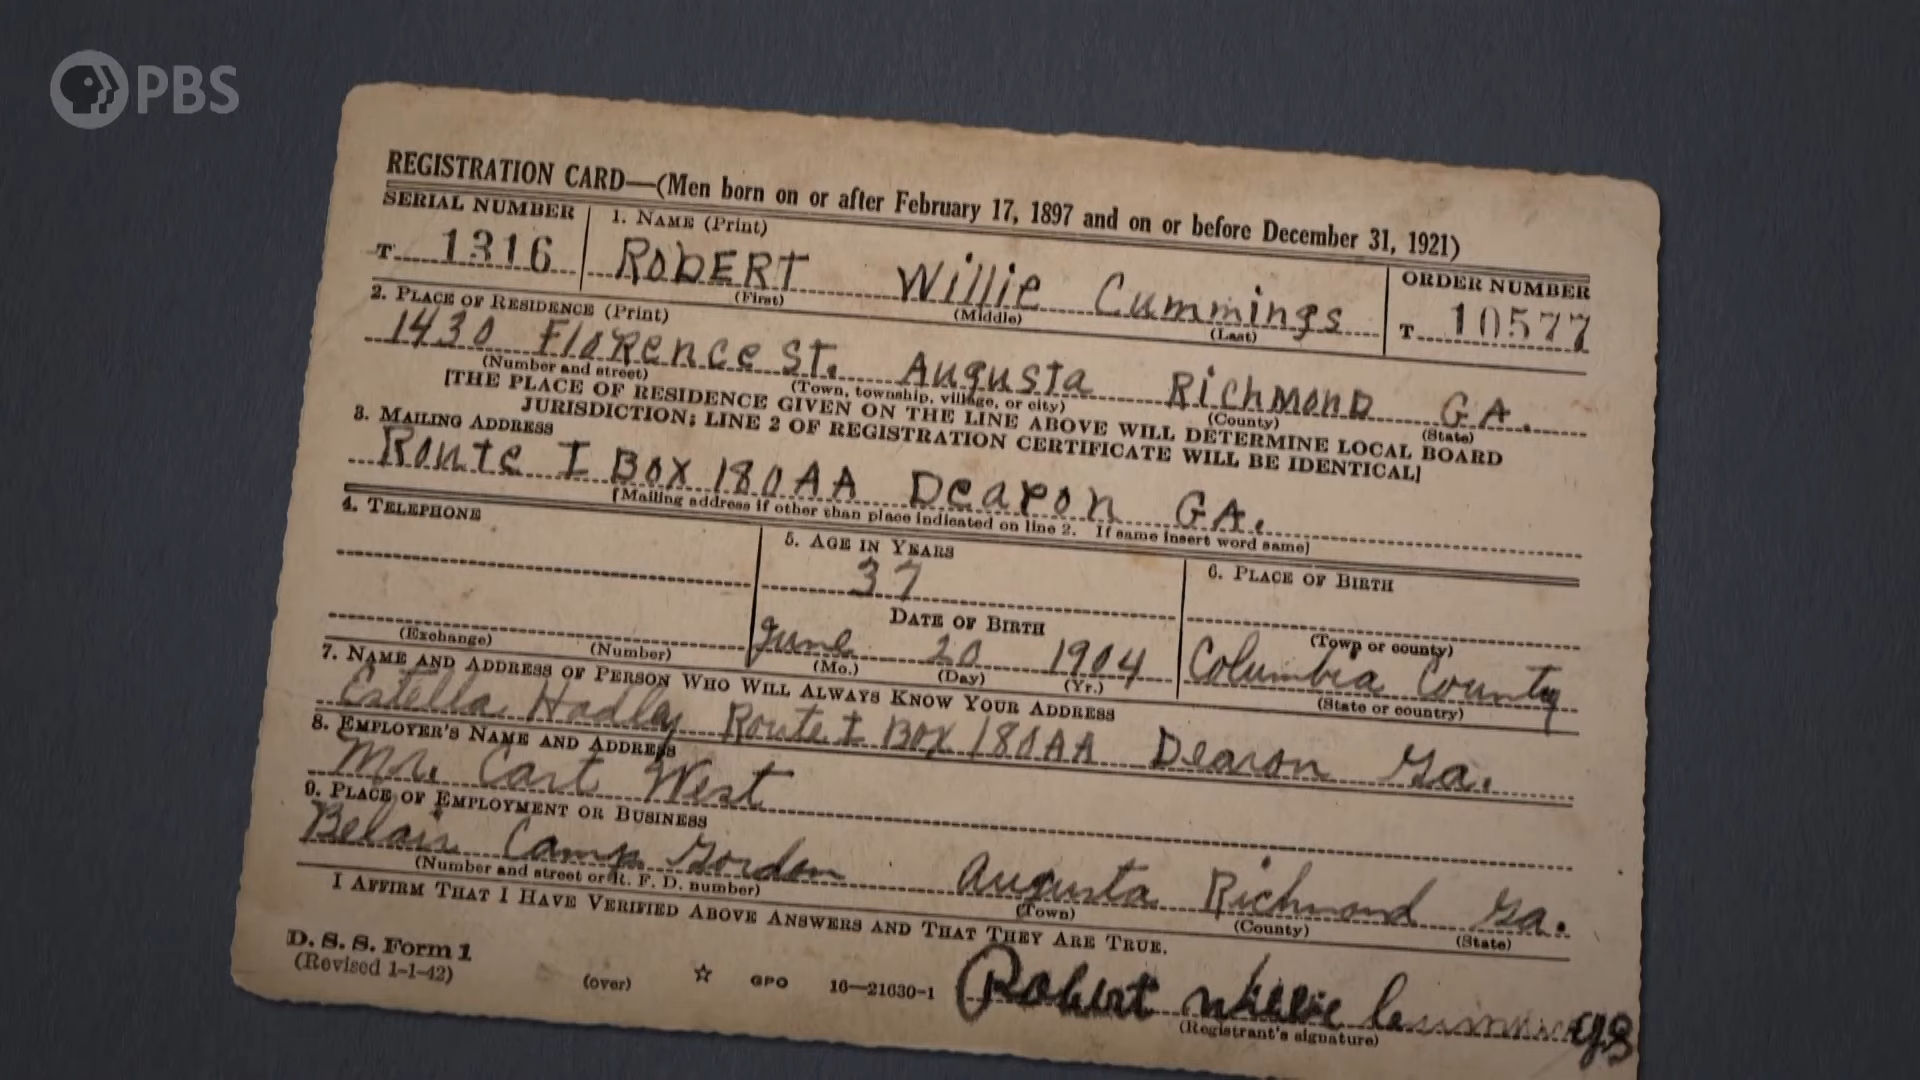 PBS
REGISTRATION CARD—(Men born on or after February 17, 1897 and on or before December 31, 1921)
SERIAL NUMBER 1. NAME (Print) ORDER NUMBER
T 1316 ROBERT Willie Cummings T 10577
(First) (Middle) (Last)
2. PLACE OF RESIDENCE (Print)
1430 Florence St. Augusta Richmond GA.
(Number and street) (Town, township, village, or city) (County) (State)
[THE PLACE OF RESIDENCE GIVEN ON THE LINE ABOVE WILL DETERMINE LOCAL BOARD
JURISDICTION; LINE 2 OF REGISTRATION CERTIFICATE WILL BE IDENTICAL]
3. MAILING ADDRESS
Route I Box 180AA Dearon GA.
[Mailing address if other than place indicated on line 2. If same insert word same]
4. TELEPHONE 5. AGE IN YEARS 6. PLACE OF BIRTH
37
DATE OF BIRTH (Town or county)
June 20 1904 Columbia County
(Exchange) (Number) (Mo.) (Day) (Yr.) (State or country)
7. NAME AND ADDRESS OF PERSON WHO WILL ALWAYS KNOW YOUR ADDRESS
Estella Hadley Route I Box 180AA Dearon Ga.
8. EMPLOYER'S NAME AND ADDRESS
Mr. Cart West
9. PLACE OF EMPLOYMENT OR BUSINESS
Belair Camp Gordon Augusta Richmond Ga.
(Number and street or R. F. D. number) (Town) (County) (State)
I AFFIRM THAT I HAVE VERIFIED ABOVE ANSWERS AND THAT THEY ARE TRUE.
D. S. S. Form 1
(Revised 1-1-42) (over) GPO 16—21630-1 Robert Willie Cummings
(Registrant's signature)